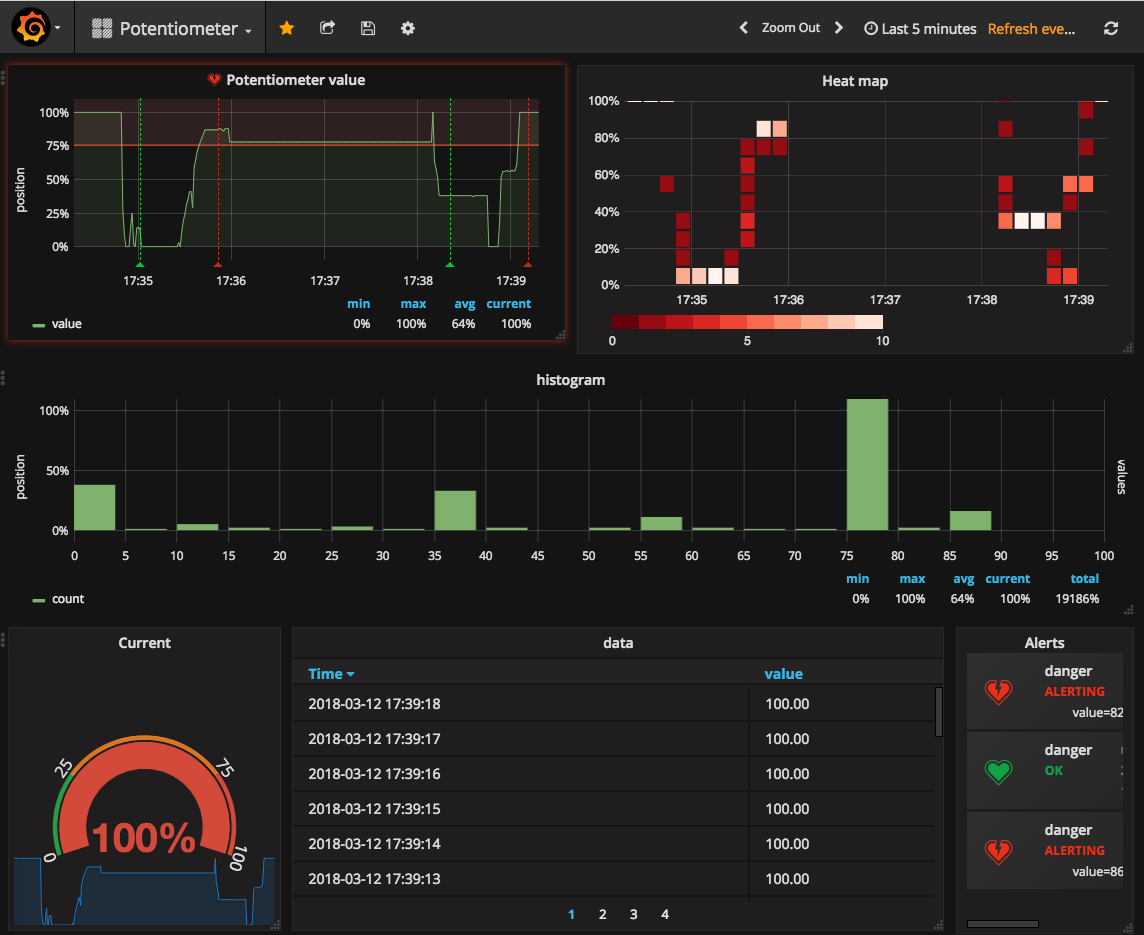 Potentiometer
Zoom Out
Last 5 minutes
Refresh eve...
Potentiometer value
100%
75%
50%
25%
0%
position
17:35
17:36
17:37
17:38
17:39
min max avg current
value 0% 100% 64% 100%
Heat map
100%
80%
60%
40%
20%
0%
17:35
17:36
17:37
17:38
17:39
0 5 10
histogram
100%
50%
0%
position
values
0 5 10 15 20 25 30 35 40 45 50 55 60 65 70 75 80 85 90 95 100
min max avg current total
count 0% 100% 64% 100% 19186%
Current
0
25
75
100
100%
data
Time value
2018-03-12 17:39:18 100.00
2018-03-12 17:39:17 100.00
2018-03-12 17:39:16 100.00
2018-03-12 17:39:15 100.00
2018-03-12 17:39:14 100.00
2018-03-12 17:39:13 100.00
1 2 3 4
Alerts
danger
ALERTING
value=82
danger
OK
danger
ALERTING
value=86